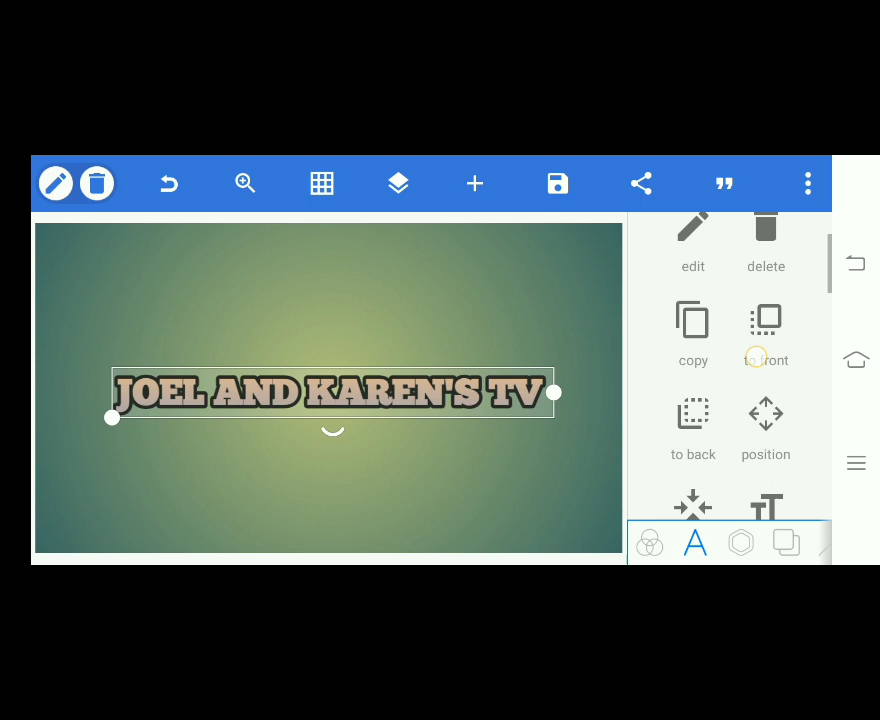 edit delete
copy to front
JOEL AND KAREN'S TV
to back position